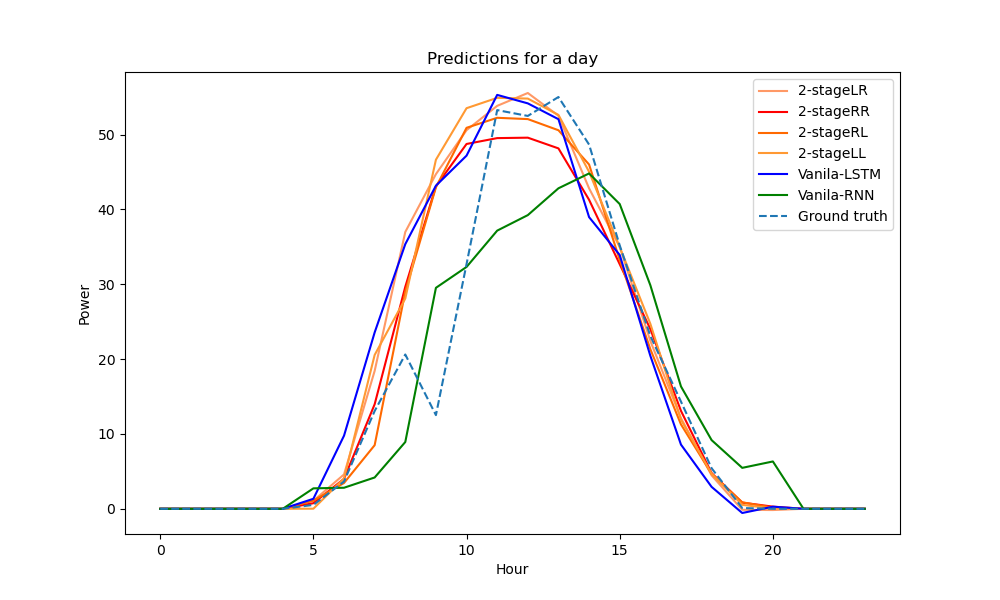 Predictions for a day
2-stageLR
2-stageRR
2-stageRL
2-stageLL
Vanila-LSTM
Vanila-RNN
Ground truth
50
40
30
20
10
0
Power
0 5 10 15 20
Hour